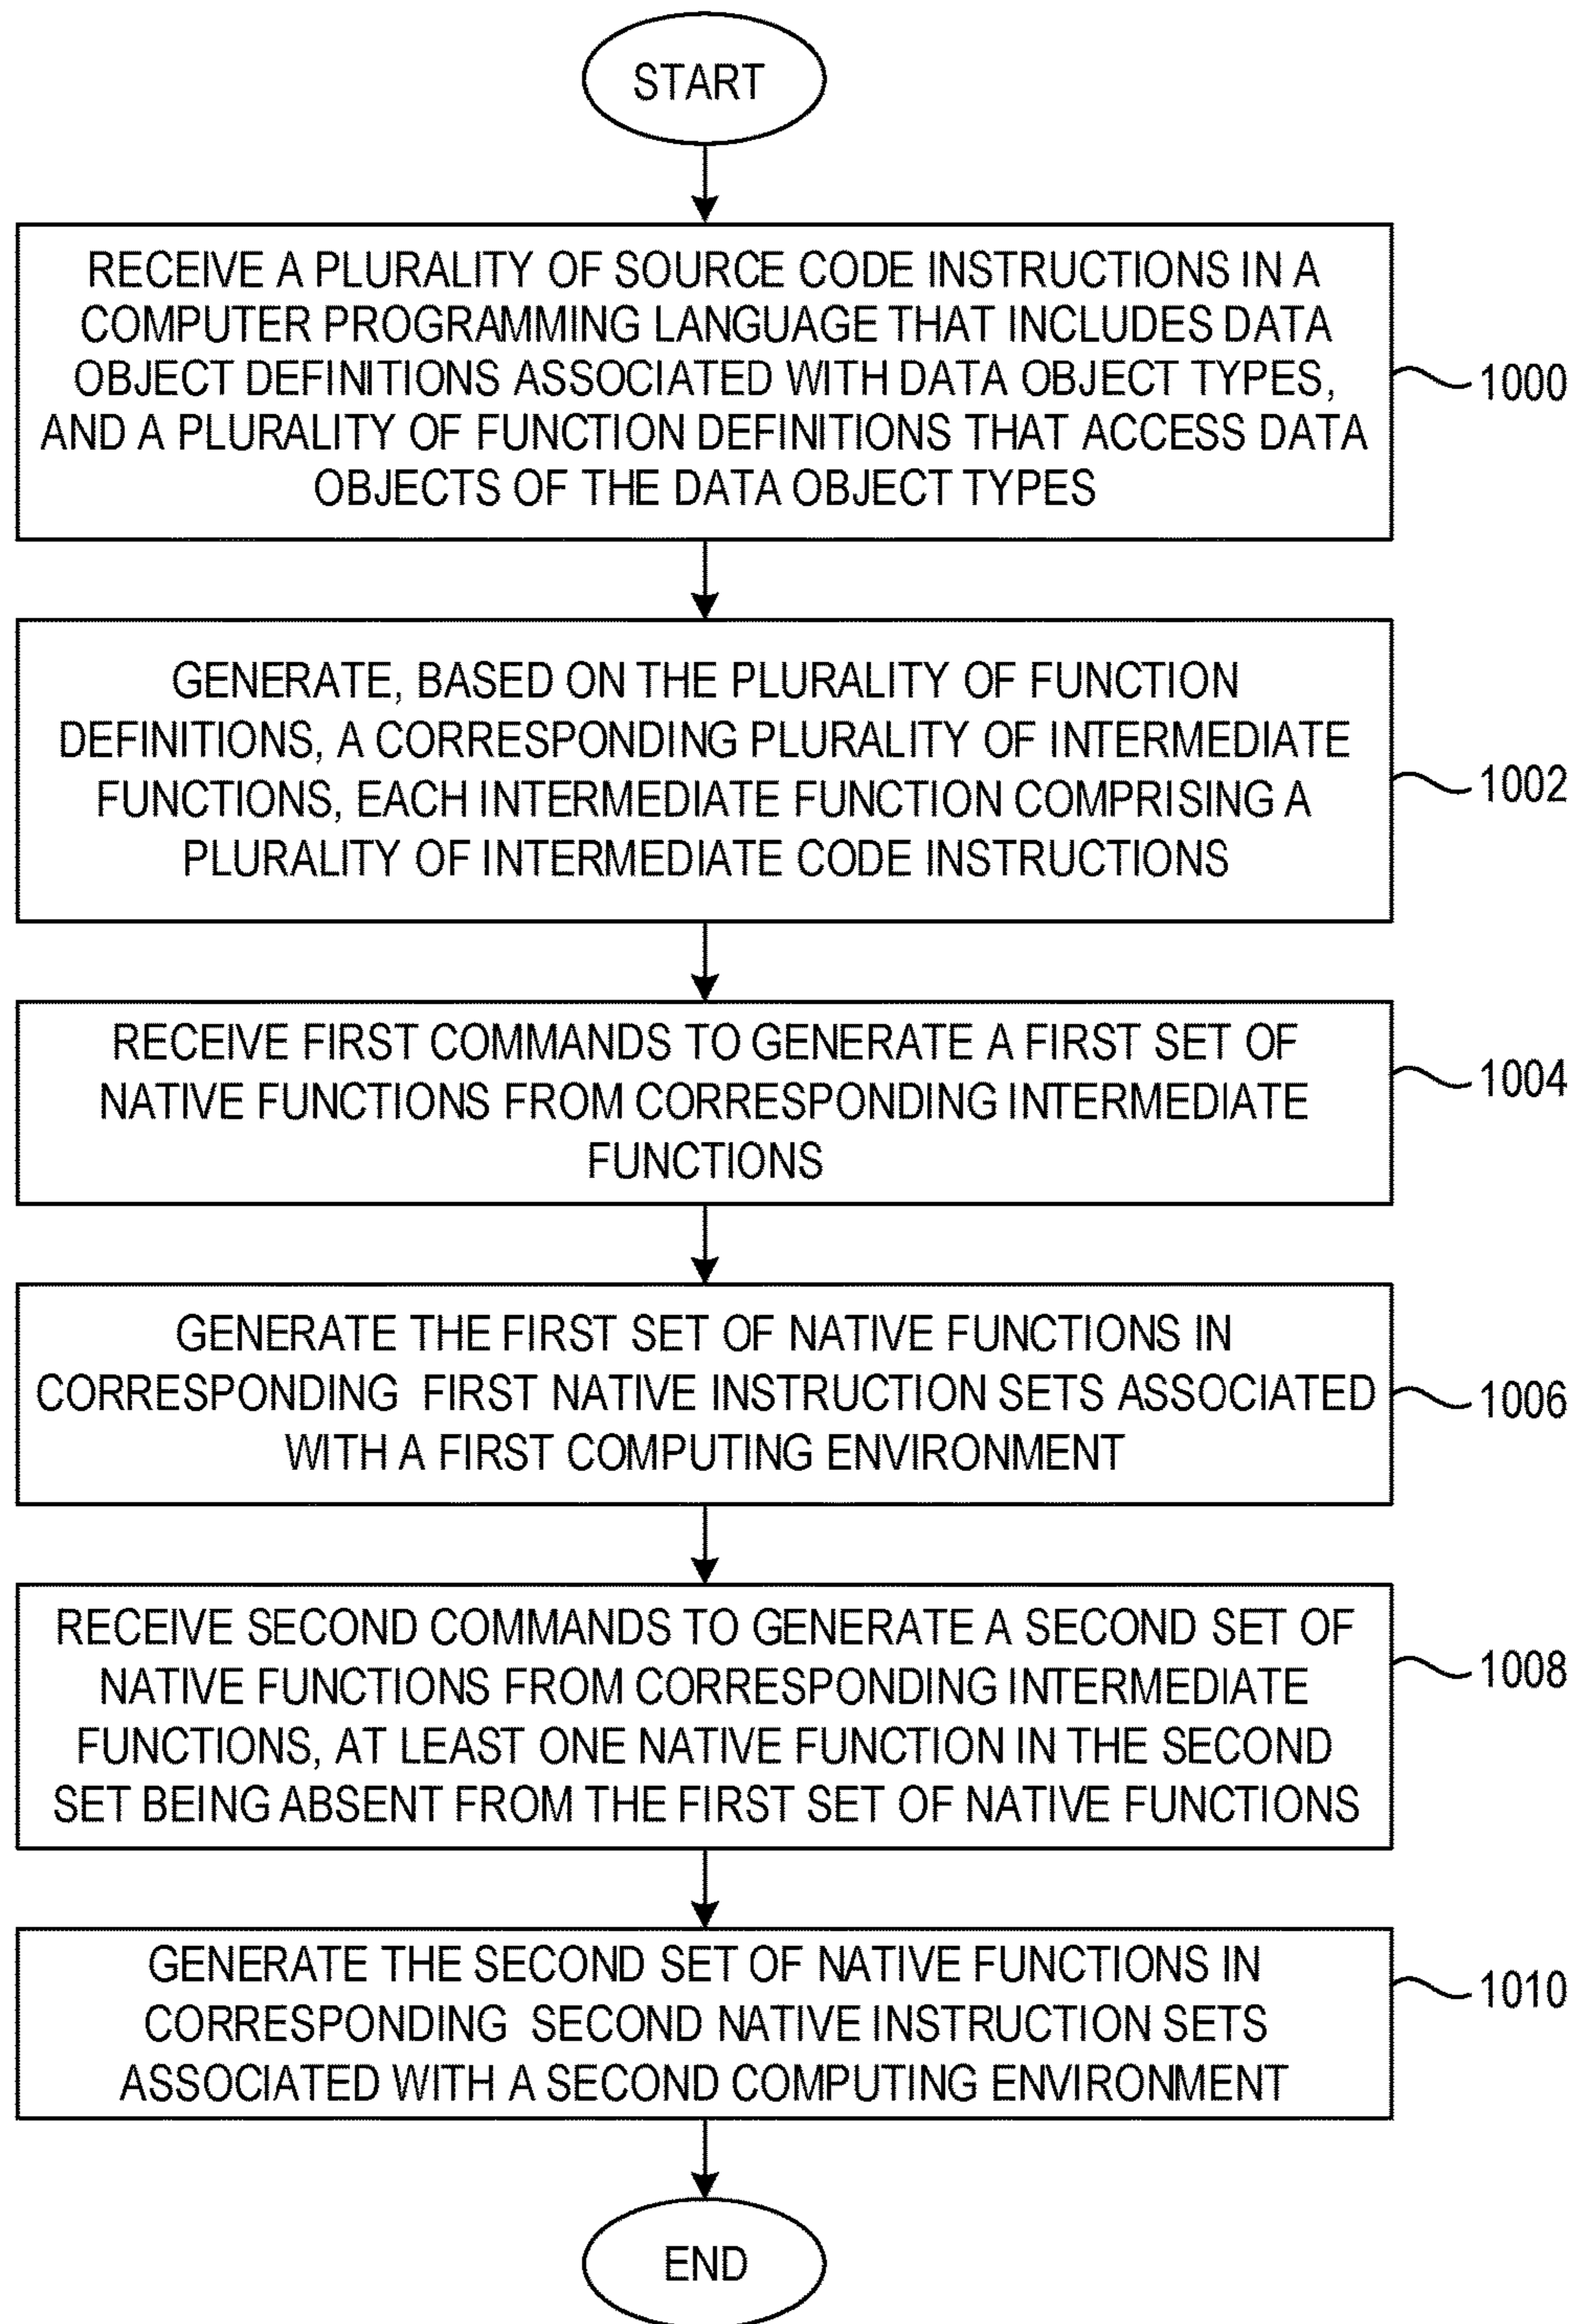 START
RECEIVE A PLURALITY OF SOURCE CODE INSTRUCTIONS IN A
COMPUTER PROGRAMMING LANGUAGE THAT INCLUDES DATA
OBJECT DEFINITIONS ASSOCIATED WITH DATA OBJECT TYPES,
AND A PLURALITY OF FUNCTION DEFINITIONS THAT ACCESS DATA
OBJECTS OF THE DATA OBJECT TYPES
1000
GENERATE, BASED ON THE PLURALITY OF FUNCTION
DEFINITIONS, A CORRESPONDING PLURALITY OF INTERMEDIATE
FUNCTIONS, EACH INTERMEDIATE FUNCTION COMPRISING A
PLURALITY OF INTERMEDIATE CODE INSTRUCTIONS
1002
RECEIVE FIRST COMMANDS TO GENERATE A FIRST SET OF
NATIVE FUNCTIONS FROM CORRESPONDING INTERMEDIATE
FUNCTIONS
1004
GENERATE THE FIRST SET OF NATIVE FUNCTIONS IN
CORRESPONDING FIRST NATIVE INSTRUCTION SETS ASSOCIATED
WITH A FIRST COMPUTING ENVIRONMENT
1006
RECEIVE SECOND COMMANDS TO GENERATE A SECOND SET OF
NATIVE FUNCTIONS FROM CORRESPONDING INTERMEDIATE
FUNCTIONS, AT LEAST ONE NATIVE FUNCTION IN THE SECOND
SET BEING ABSENT FROM THE FIRST SET OF NATIVE FUNCTIONS
1008
GENERATE THE SECOND SET OF NATIVE FUNCTIONS IN
CORRESPONDING SECOND NATIVE INSTRUCTION SETS
ASSOCIATED WITH A SECOND COMPUTING ENVIRONMENT
1010
END